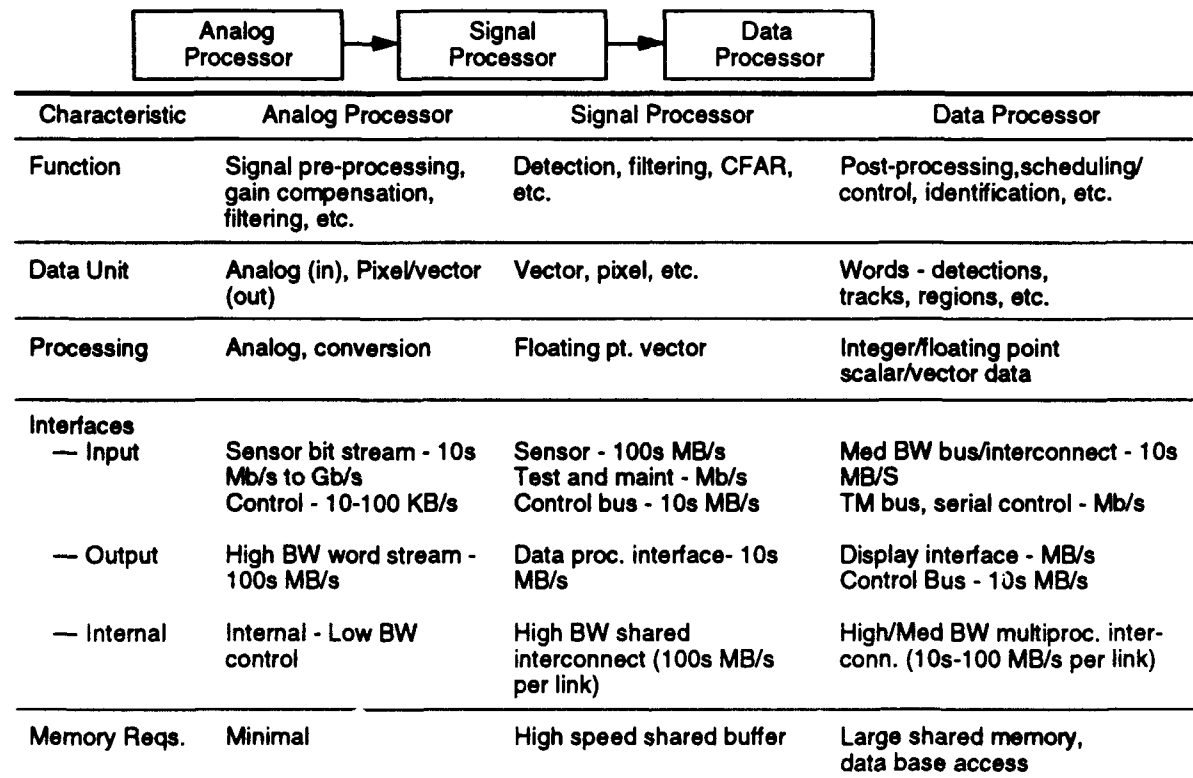 Analog Processor
Signal Processor
Data Processor
Characteristic Analog Processor Signal Processor Data Processor
Function
Signal pre-processing,
gain compensation,
filtering, etc.
Detection, filtering, CFAR,
etc.
Post-processing,scheduling/
control, identification, etc.
Data Unit
Analog (in), Pixel/vector
(out)
Vector, pixel, etc.
Words - detections,
tracks, regions, etc.
Processing
Analog, conversion
Floating pt. vector
Integer/floating point
scalar/vector data
Interfaces
— Input
Sensor bit stream - 10s
Mb/s to Gb/s
Control - 10-100 KB/s
Sensor - 100s MB/s
Test and maint - Mb/s
Control bus - 10s MB/s
Med BW bus/interconnect - 10s
MB/S
TM bus, serial control - Mb/s
— Output
High BW word stream -
100s MB/s
Data proc. interface- 10s
MB/s
Display interface - MB/s
Control Bus - 10s MB/s
— Internal
Internal - Low BW
control
High BW shared
interconnect (100s MB/s
per link)
High/Med BW multiproc. inter-
conn. (10s-100 MB/s per link)
Memory Reqs.
Minimal
High speed shared buffer
Large shared memory,
data base access